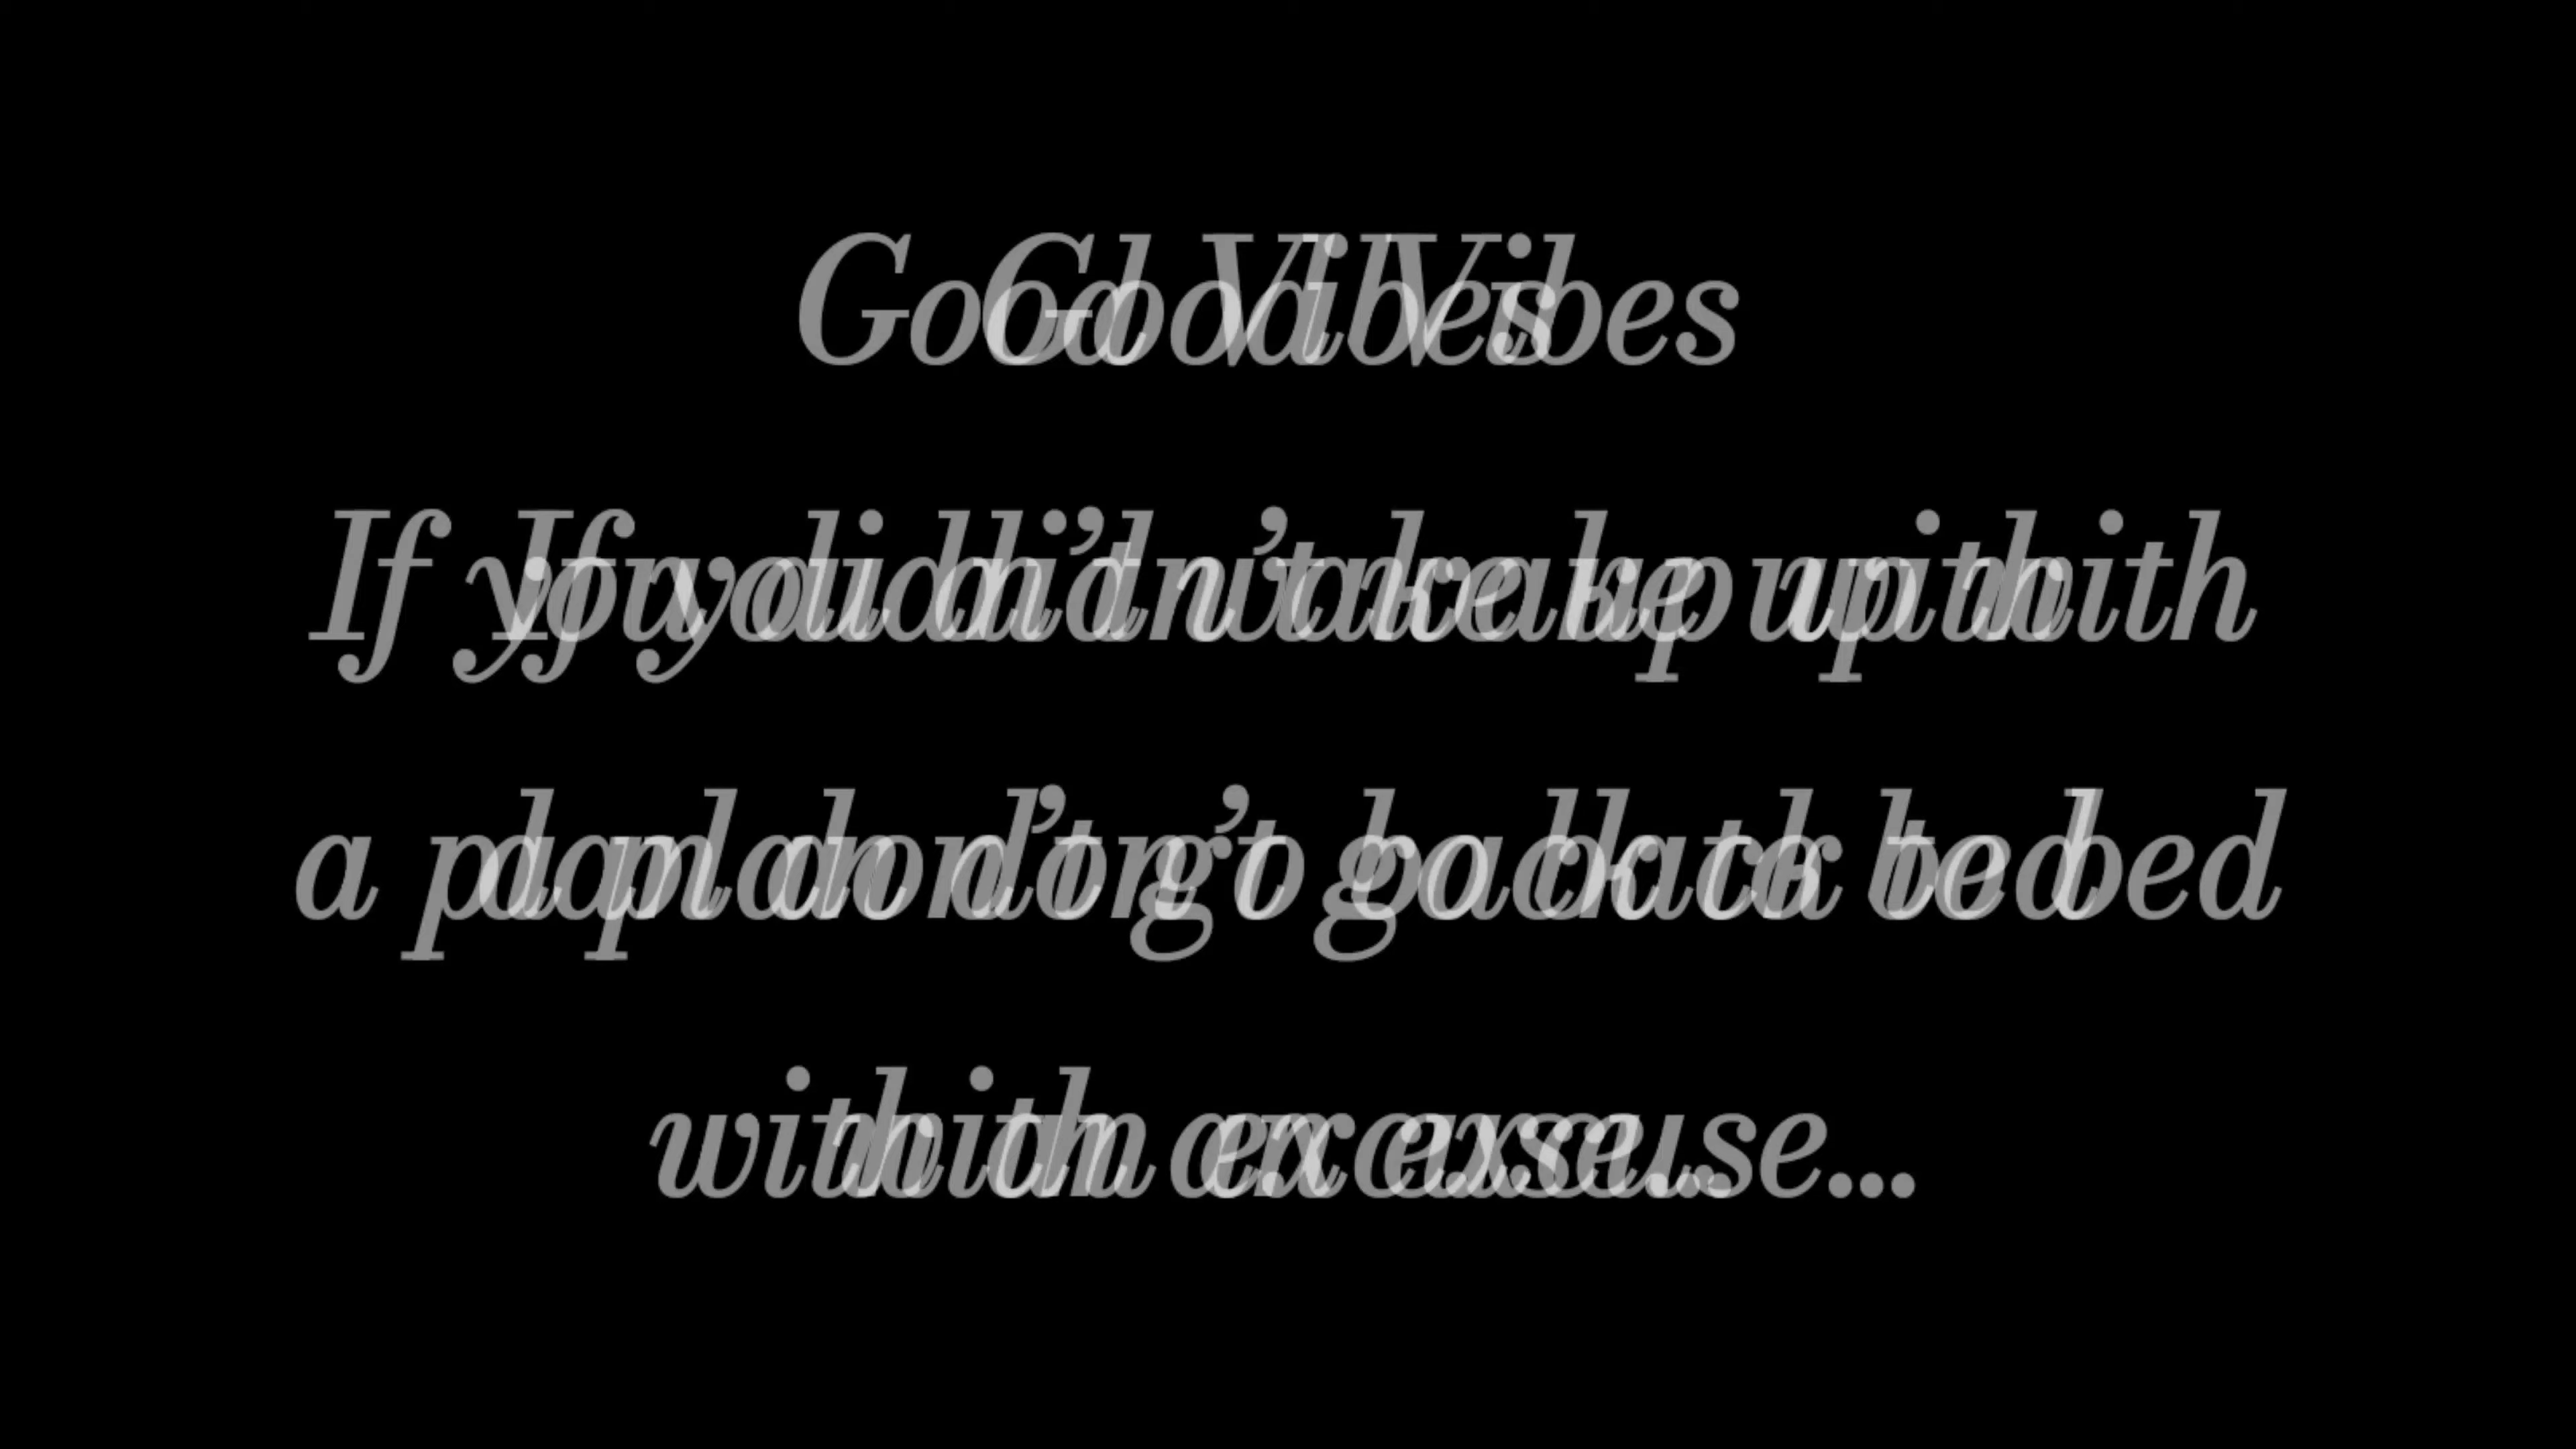 Good Vibes
If you didn’t wake up with
a plan don’t go back to bed
with an excuse...